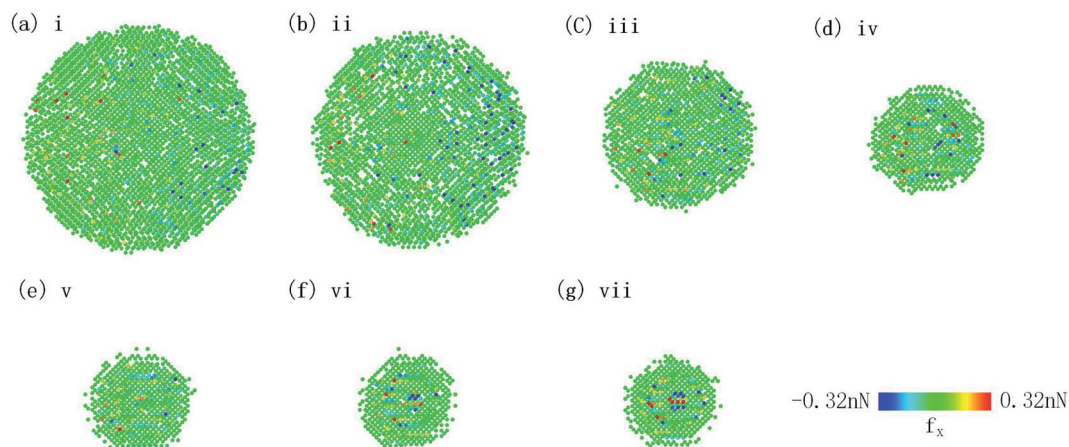 (a) i
(b) ii
(C) iii
(d) iv
(e) v
(f) vi
(g) vii
-0.32nN 0.32nN
fx